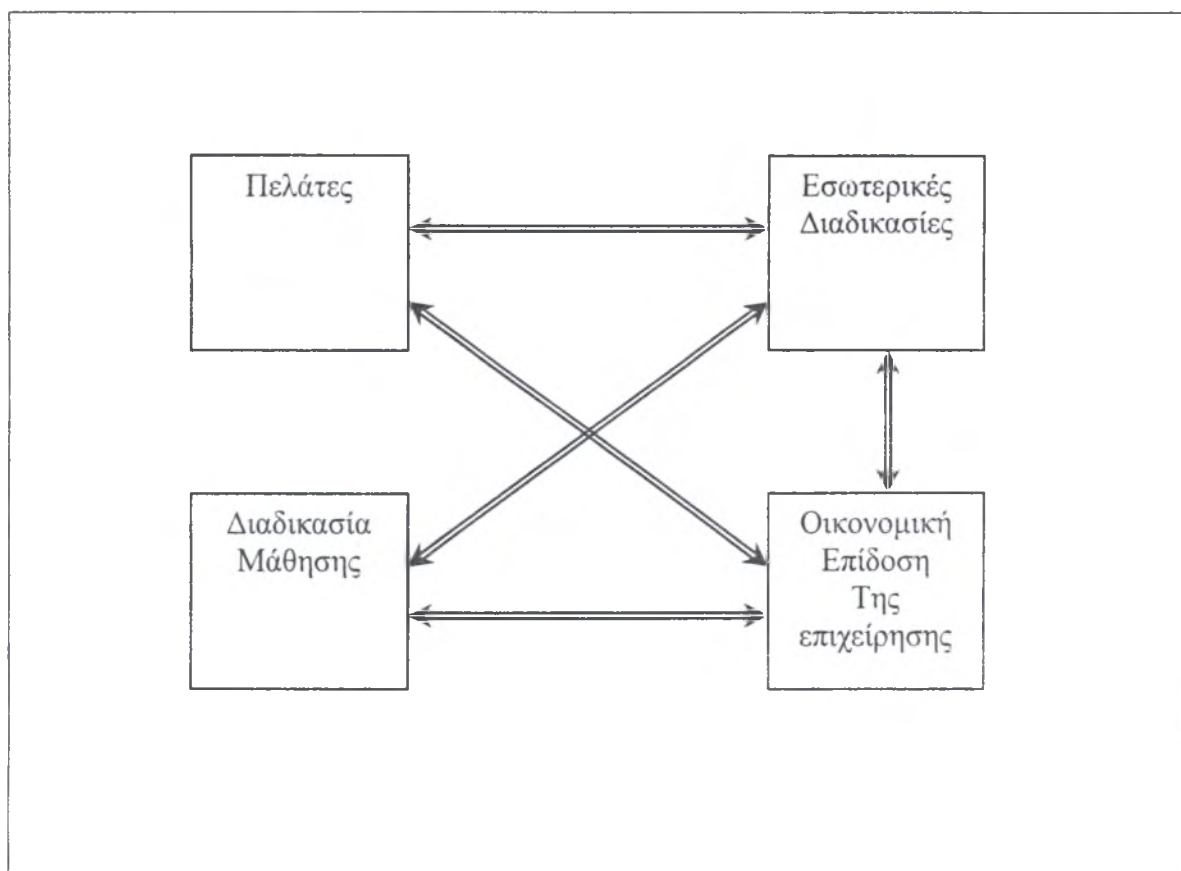 Πελάτες
Εσωτερικές
Διαδικασίες
Διαδικασία
Μάθησης
Οικονομική
Επίδοση
Της
επιχείρησης